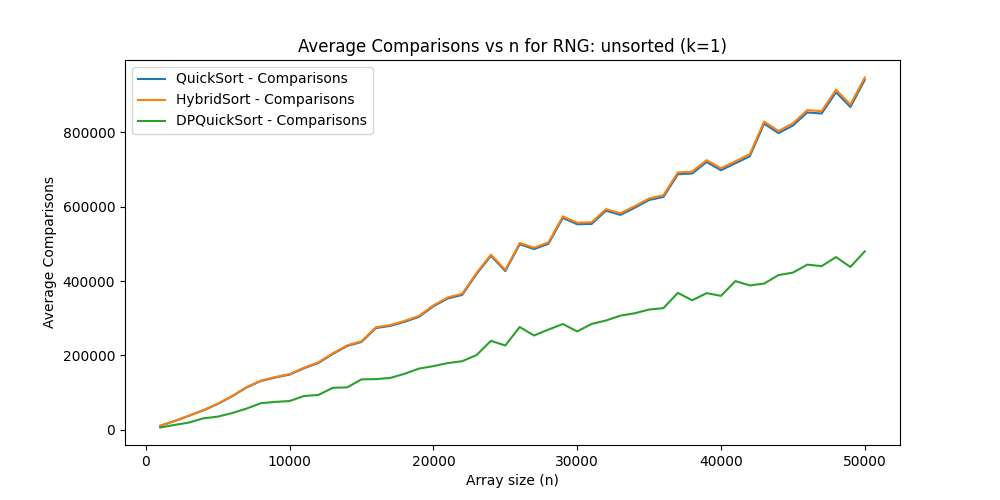 Average Comparisons vs n for RNG: unsorted (k=1)
QuickSort - Comparisons
HybridSort - Comparisons
DPQuickSort - Comparisons
Average Comparisons
800000
600000
400000
200000
0
0 10000 20000 30000 40000 50000
Array size (n)